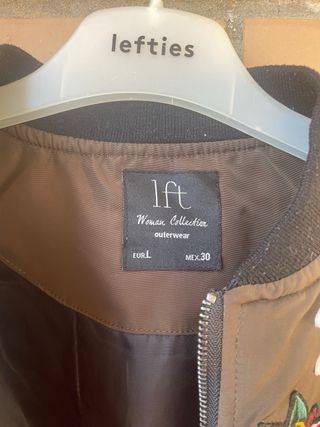 lefties
lft
Woman Collection
outerwear
EUR.L MEX.30